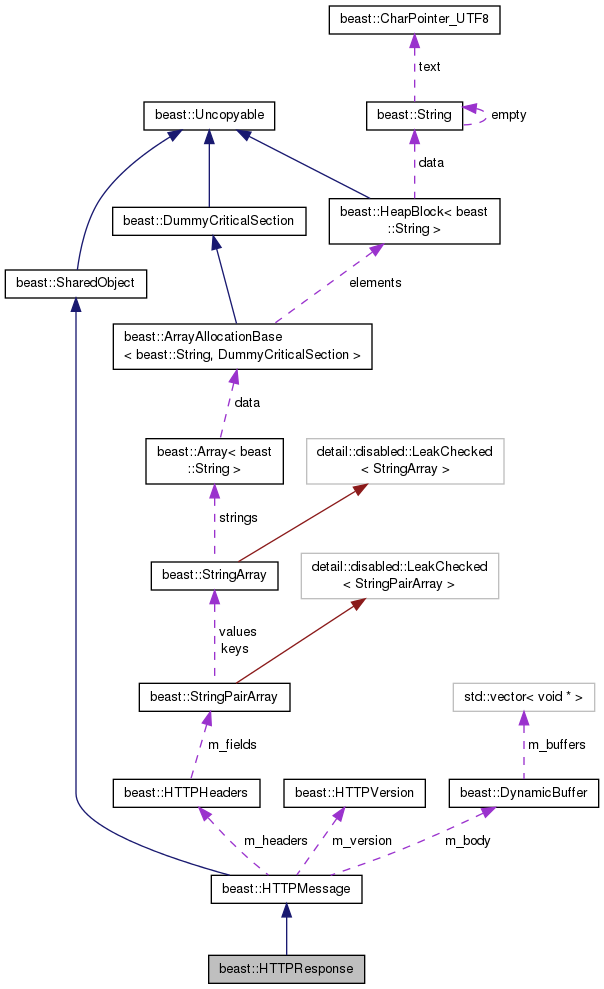 beast::CharPointer_UTF8
text
beast::Uncopyable
beast::String
empty
data
beast::DummyCriticalSection
beast::HeapBlock< beast
::String >
beast::SharedObject
elements
beast::ArrayAllocationBase
< beast::String, DummyCriticalSection >
data
beast::Array< beast
::String >
detail::disabled::LeakChecked
< StringArray >
strings
beast::StringArray
detail::disabled::LeakChecked
< StringPairArray >
values
keys
beast::StringPairArray
std::vector< void * >
m_fields
m_buffers
beast::HTTPHeaders
beast::HTTPVersion
beast::DynamicBuffer
m_headers
m_version
m_body
beast::HTTPMessage
beast::HTTPResponse